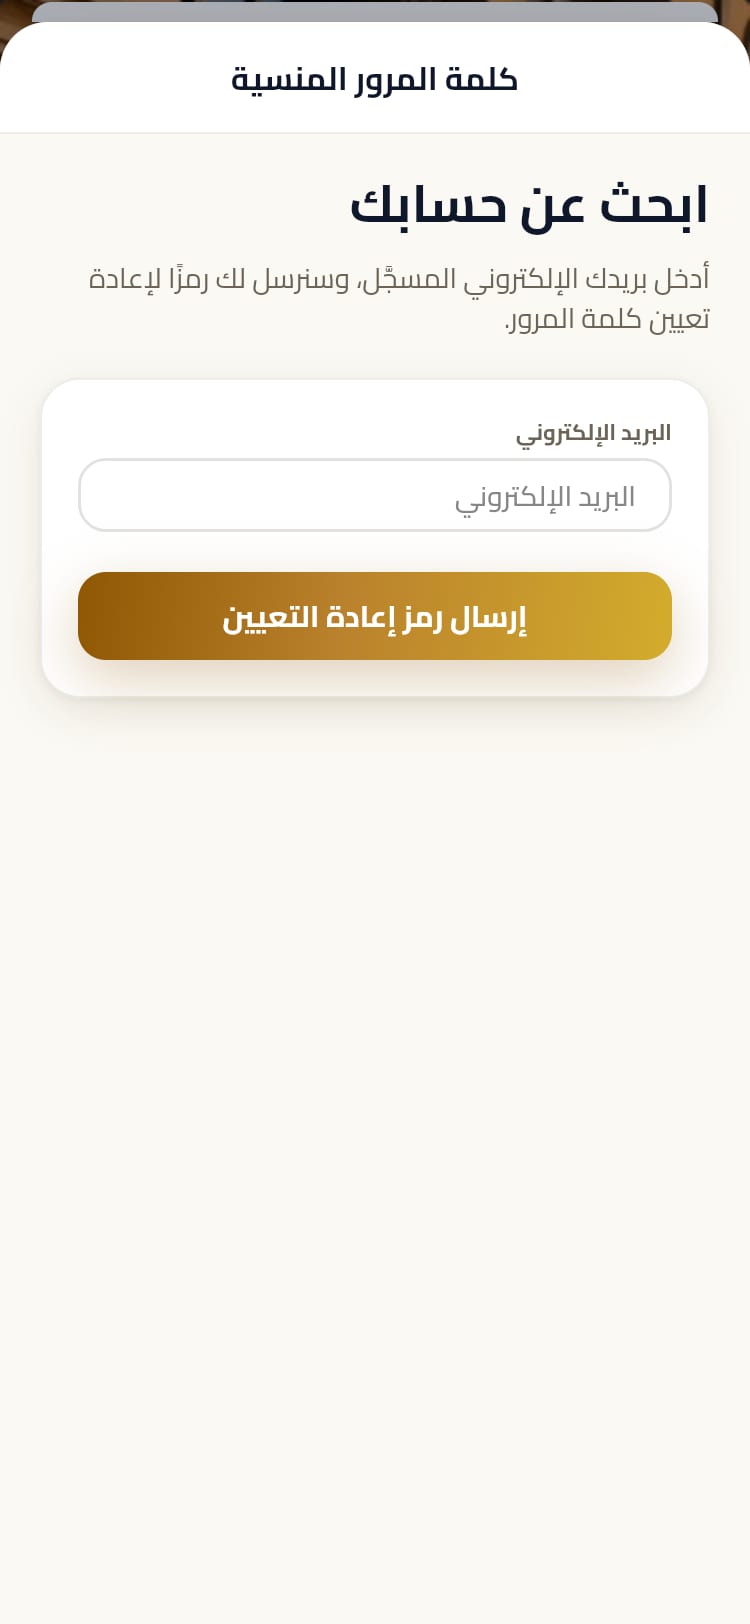 كلمة المرور المنسية
ابحث عن حسابك
أدخل بريدك الإلكتروني المسجَّل، وسنرسل لك رمزًا لإعادة
تعيين كلمة المرور.
البريد الإلكتروني
البريد الإلكتروني
إرسال رمز إعادة التعيين